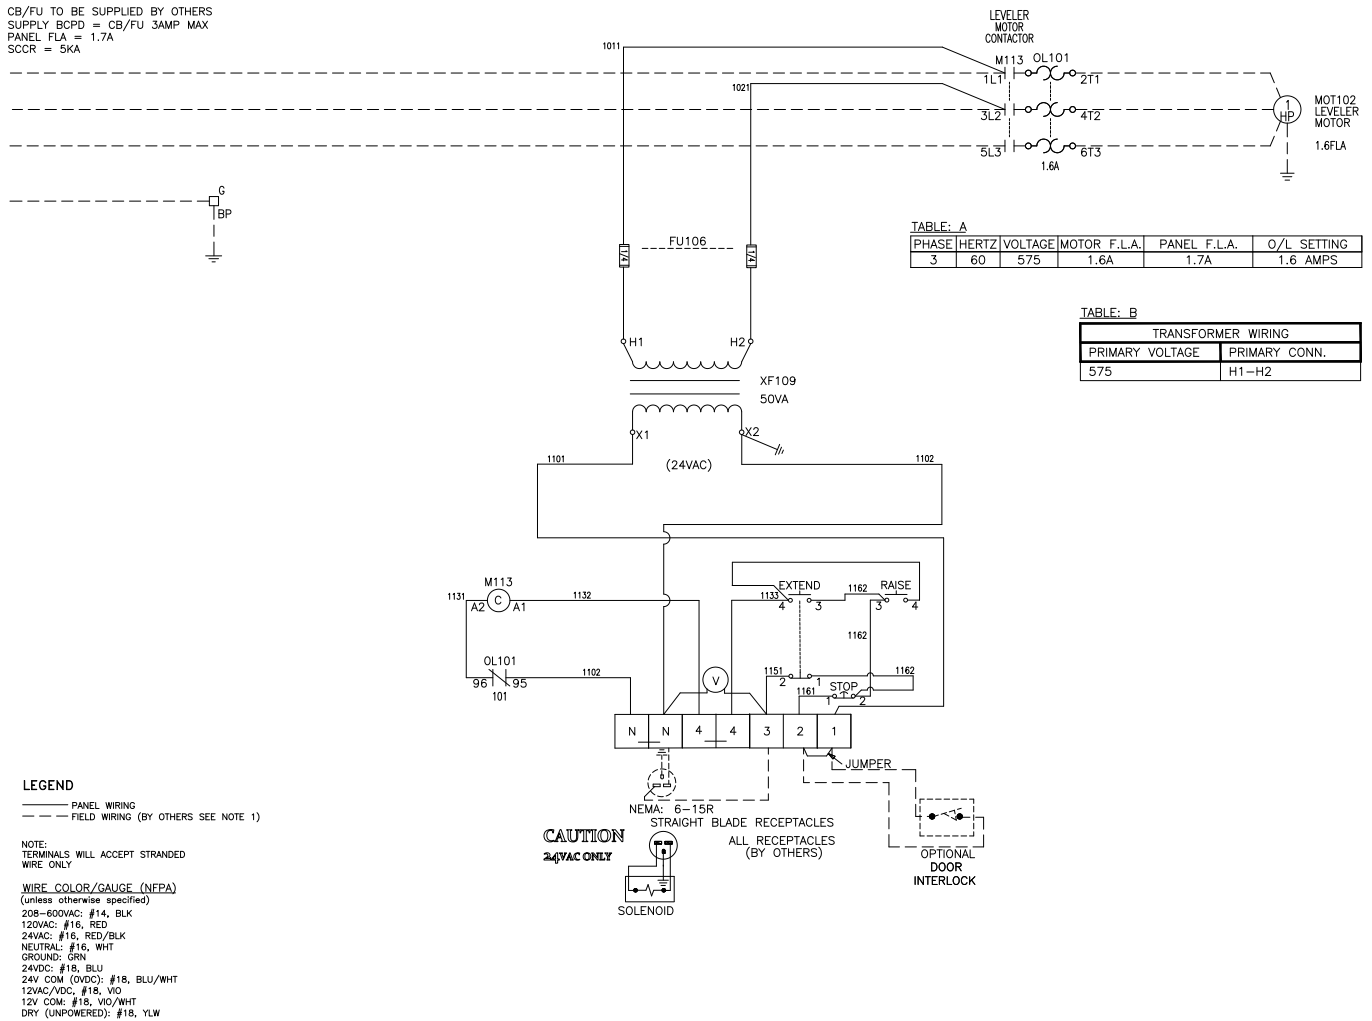 CB/FU TO BE SUPPLIED BY OTHERS
SUPPLY BCPD = CB/FU 3AMP MAX
PANEL FLA = 1.7A
SCCR = 5KA
LEVELER
MOTOR
CONTACTOR
1011
M113 OL101
1L1 2T1
1021
3L2 4T2
1
HP
MOT102
LEVELER
MOTOR
5L3 6T3
1.6FLA
1.6A
G
BP
FU106
1/4 1/4
TABLE: A
PHASE HERTZ VOLTAGE MOTOR F.L.A. PANEL F.L.A. O/L SETTING
3 60 575 1.6A 1.7A 1.6 AMPS
TABLE: B
TRANSFORMER WIRING
PRIMARY VOLTAGE PRIMARY CONN.
575 H1-H2
H1 H2
XF109
50VA
X1 X2
1101 (24VAC) 1102
M113
1131 A2 C A1 1132
EXTEND RAISE
1133 4 3 1162 3 4
1162
OL101
96 95 1102
101
V
1151 2 1 1162
STOP
1161 1 2
N N 4 4 3 2 1
JUMPER
NEMA: 6-15R
STRAIGHT BLADE RECEPTACLES
ALL RECEPTACLES
(BY OTHERS)
CAUTION
24VAC ONLY
SOLENOID
OPTIONAL
DOOR
INTERLOCK
LEGEND
PANEL WIRING
FIELD WIRING (BY OTHERS SEE NOTE 1)
NOTE:
TERMINALS WILL ACCEPT STRANDED
WIRE ONLY
WIRE COLOR/GAUGE (NFPA)
(unless otherwise specified)
208-600VAC: #14, BLK
120VAC: #16, RED
24VAC: #16, RED/BLK
NEUTRAL: #16, WHT
GROUND: GRN
24VDC: #18, BLU
24V COM (0VDC): #18, BLU/WHT
12VAC/VDC, #18, VIO
12V COM: #18, VIO/WHT
DRY (UNPOWERED): #18, YLW